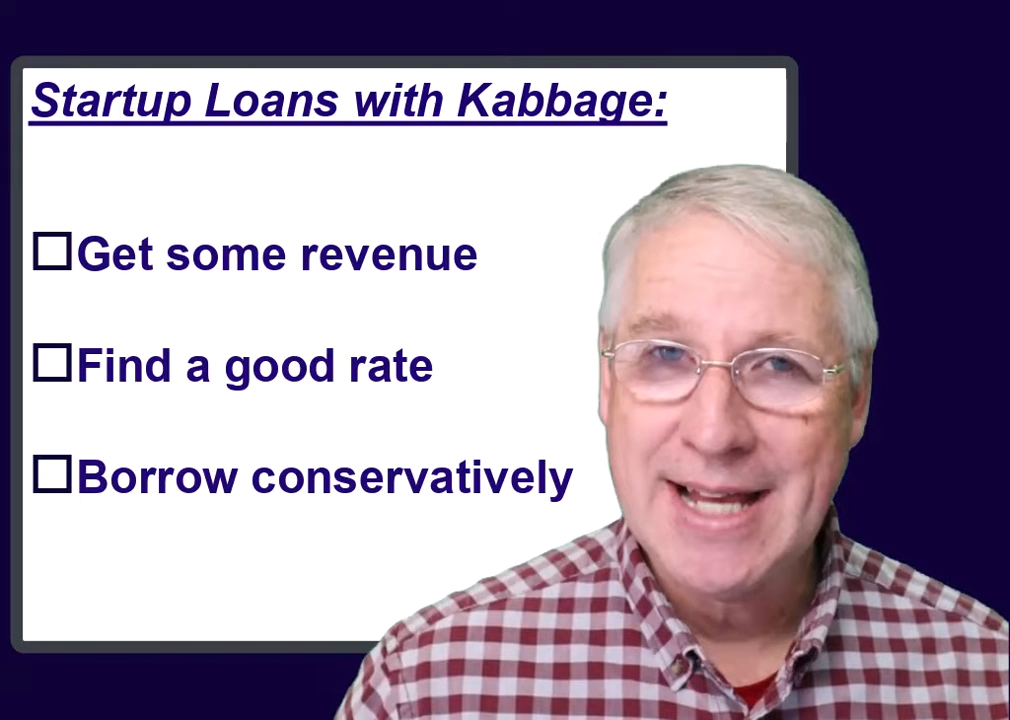 Startup Loans with Kabbage:
☐Get some revenue
☐Find a good rate
☐Borrow conservatively